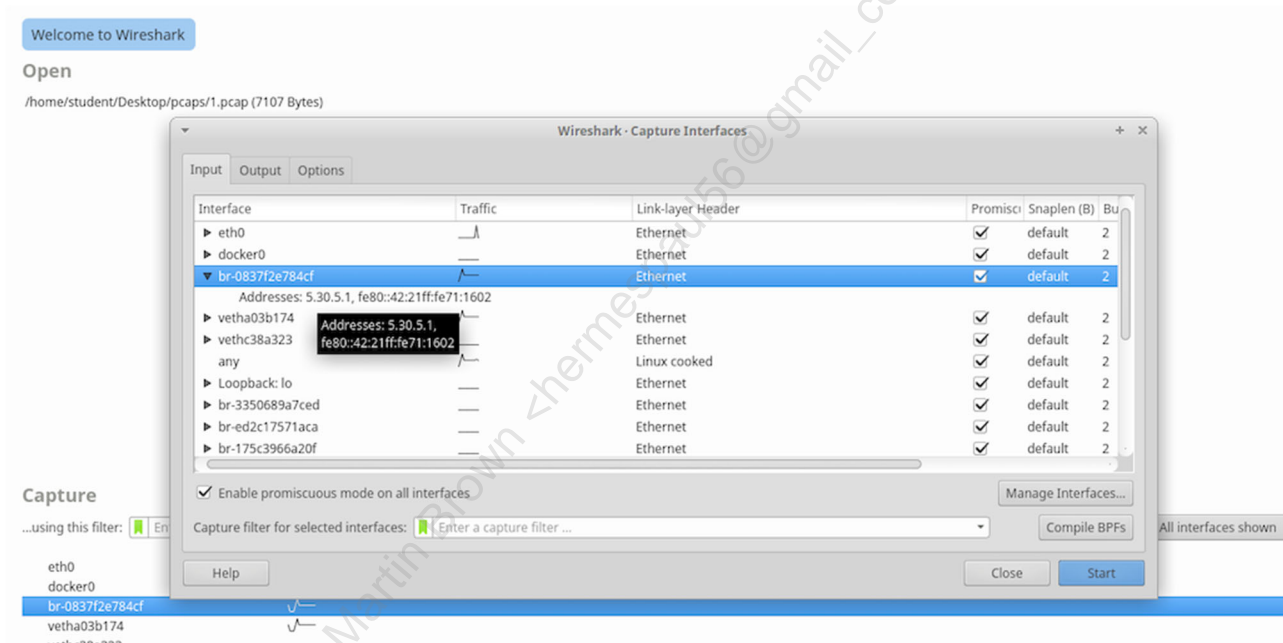 Welcome to Wireshark
Open
/home/student/Desktop/pcaps/1.pcap (7107 Bytes)
Wireshark · Capture Interfaces
Input Output Options
Interface Traffic Link-layer Header Promisc Snaplen (B) Bu
eth0 Ethernet default 2
docker0 Ethernet default 2
br-0837f2e784cf Ethernet default 2
Addresses: 5.30.5.1, fe80::42:21ff:fe71:1602
vetha03b174 Ethernet default 2
Addresses: 5.30.5.1,
fe80::42:21ff:fe71:1602
vethc38a323 Ethernet default 2
any Linux cooked default 2
Loopback: lo Ethernet default 2
br-3350689a7ced Ethernet default 2
br-ed2c17571aca Ethernet default 2
br-175c3966a20f Ethernet default 2
Enable promiscuous mode on all interfaces
Manage Interfaces...
Capture
...using this filter: En
Capture filter for selected interfaces: Enter a capture filter ...
Compile BPFs
All interfaces shown
Help Close Start
eth0
docker0
br-0837f2e784cf
vetha03b174
Martin Brown <hermespaul56@gmail_co